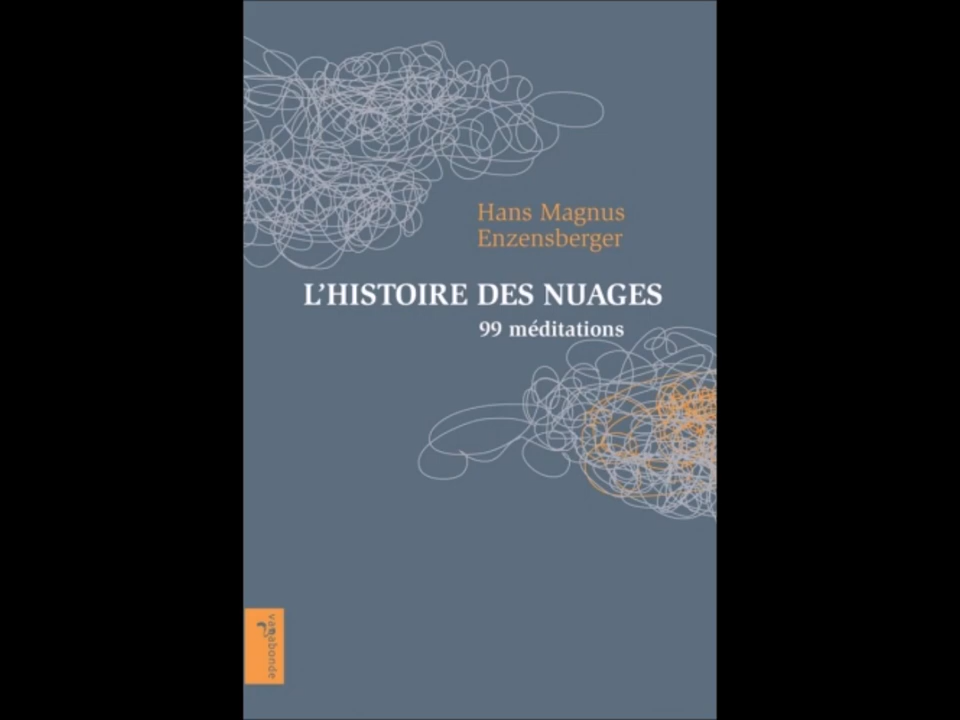 Hans Magnus
Enzensberger
L’HISTOIRE DES NUAGES
99 méditations
vagabonde